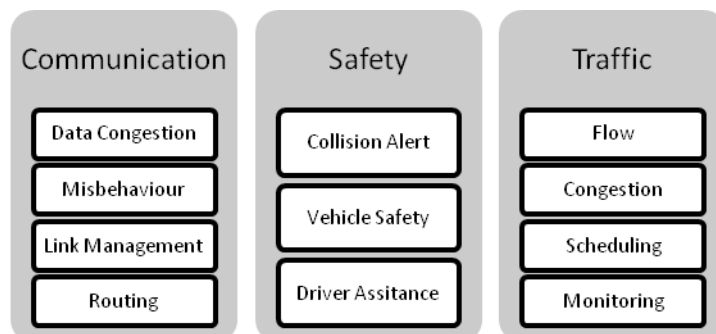 Communication
Data Congestion
Misbehaviour
Link Management
Routing
Safety
Collision Alert
Vehicle Safety
Driver Assitance
Traffic
Flow
Congestion
Scheduling
Monitoring